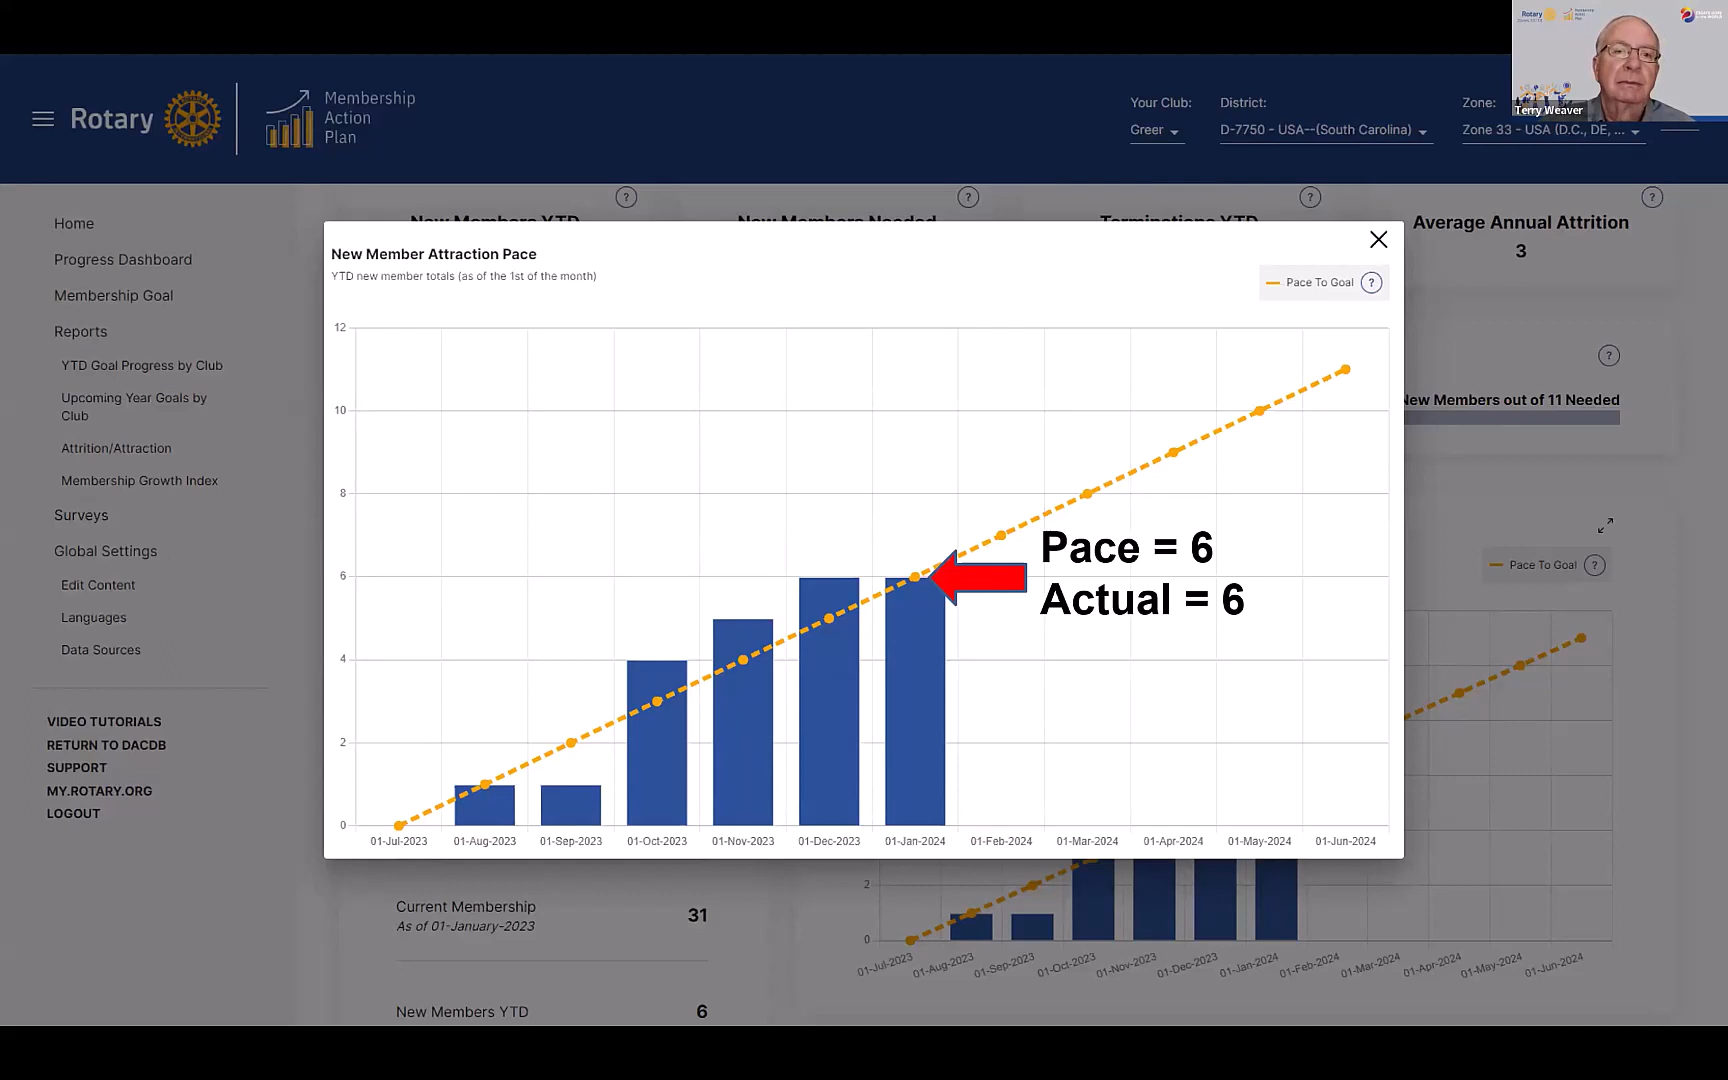 Rotary
Membership
Action
Plan
Your Club:
Greer
District:
D-7750 - USA--(South Carolina)
Zone:
Zone 33 - USA (D.C., DE, ...
Rotary
Terry Weaver
Home
Progress Dashboard
Membership Goal
Reports
YTD Goal Progress by Club
Upcoming Year Goals by
Club
Attrition/Attraction
Membership Growth Index
Surveys
Global Settings
Edit Content
Languages
Data Sources
VIDEO TUTORIALS
RETURN TO DACDB
SUPPORT
MY.ROTARY.ORG
LOGOUT
?
?
?
?
New Members YTD
New Members Needed
Terminations YTD
Average Annual Attrition
3
New Member Attraction Pace
YTD new member totals (as of the 1st of the month)
Pace To Goal ?
12
10
8
6
4
2
0
Pace = 6
Actual = 6
01-Jul-2023
01-Aug-2023
01-Sep-2023
01-Oct-2023
01-Nov-2023
01-Dec-2023
01-Jan-2024
01-Feb-2024
01-Mar-2024
01-Apr-2024
01-May-2024
01-Jun-2024
?
New Members out of 11 Needed
Pace To Goal ?
Current Membership
As of 01-January-2023
31
New Members YTD
6
2
0
01-Jul-2023
01-Aug-2023
01-Sep-2023
01-Oct-2023
01-Nov-2023
01-Dec-2023
01-Jan-2024
01-Feb-2024
01-Mar-2024
01-Apr-2024
01-May-2024
01-Jun-2024